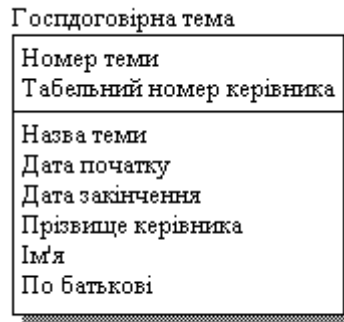 Госпдоговірна тема
Номер теми
Табельний номер керівника
Назва теми
Дата початку
Дата закінчення
Прізвище керівника
Ім'я
По батькові